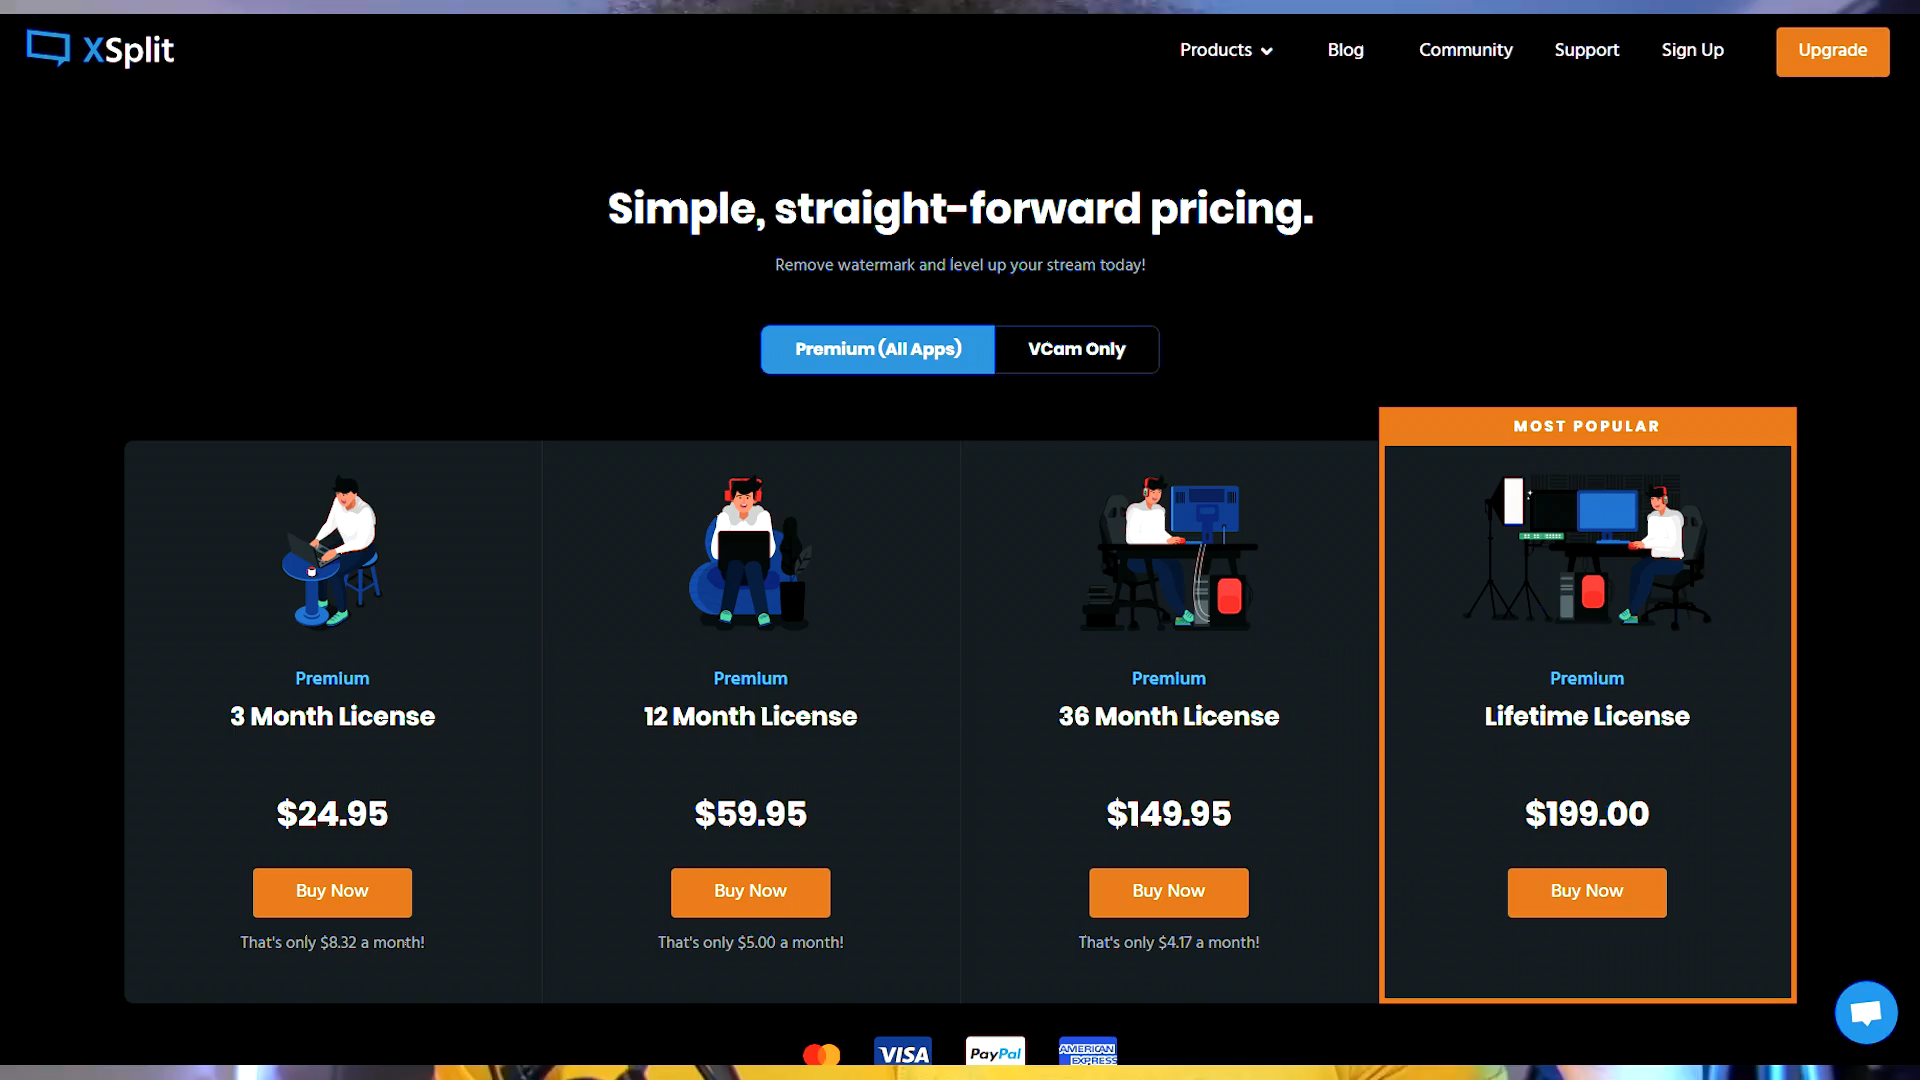 XSplit
Products
Blog
Community
Support
Sign Up
Upgrade
Simple, straight-forward pricing.
Remove watermark and level up your stream today!
Premium (All Apps)
VCam Only
MOST POPULAR
Premium
3 Month License
$24.95
Buy Now
That's only $8.32 a month!
Premium
12 Month License
$59.95
Buy Now
That's only $5.00 a month!
Premium
36 Month License
$149.95
Buy Now
That's only $4.17 a month!
Premium
Lifetime License
$199.00
Buy Now
VISA
PayPal
AMERICAN
EXPRESS